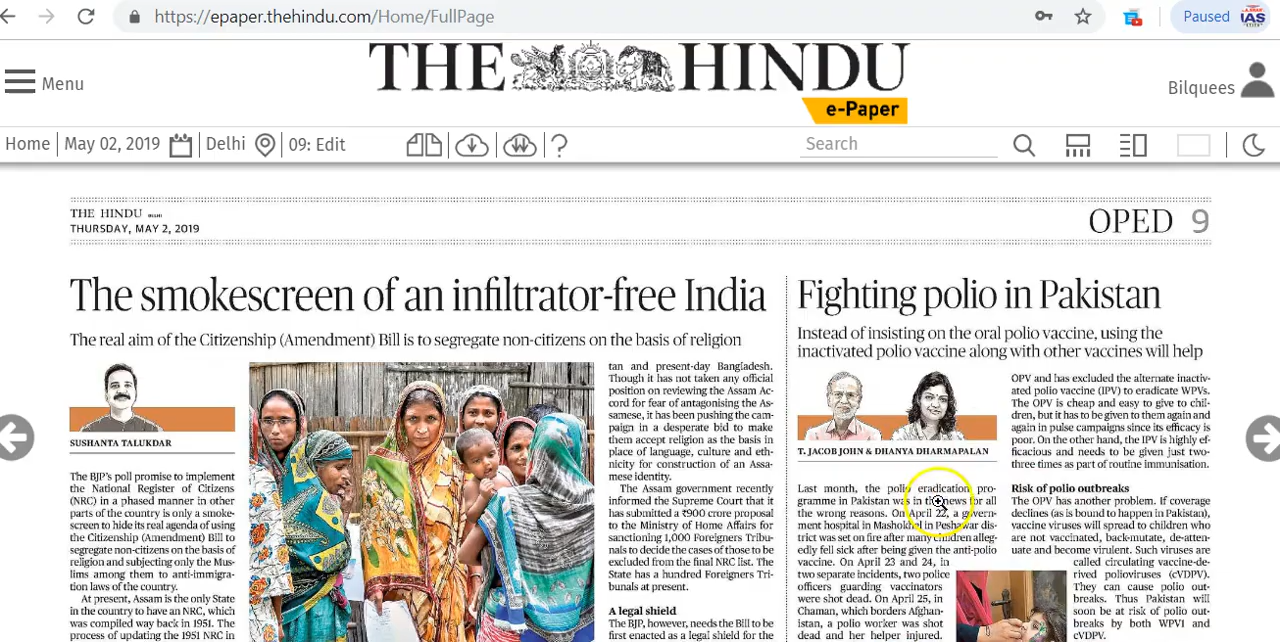 https://epaper.thehindu.com/Home/FullPage
Paused
IAS
Menu
THE HINDU
e-Paper
Bilquees
Home
May 02, 2019
Delhi
09: Edit
?
Search
THE HINDU
THURSDAY, MAY 2, 2019
OPED 9
The smokescreen of an infiltrator-free India
The real aim of the Citizenship (Amendment) Bill is to segregate non-citizens on the basis of religion
SUSHANTA TALUKDAR
The BJP's poll promise to implement
the National Register of Citizens
(NRC) in a phased manner in other
parts of the country is only a smoke-
screen to hide its real agenda of using
the Citizenship (Amendment) Bill to
segregate non-citizens on the basis of
religion and subjecting only the Mus-
lims among them to anti-immigra-
tion laws of the country.
At present, Assam is the only State
in the country to have an NRC, which
was compiled way back in 1951. The
process of updating the 1951 NRC in
tan and present-day Bangladesh.
Though it has not taken any official
position on reviewing the Assam Ac-
cord for fear of antagonising the As-
samese, it has been pushing the cam-
paign in a desperate bid to make
them accept religion as the basis in
place of language, culture and eth-
nicity for construction of an Assa-
mese identity.
The Assam government recently
informed the Supreme Court that it
has submitted a ₹900 crore proposal
to the Ministry of Home Affairs for
sanctioning 1,000 Foreigners Tribu-
nals to decide the cases of those to be
excluded from the final NRC list. The
State has a hundred Foreigners Tri-
bunals at present.
A legal shield
The BJP, however, needs the Bill to be
first enacted as a legal shield for the
Fighting polio in Pakistan
Instead of insisting on the oral polio vaccine, using the
inactivated polio vaccine along with other vaccines will help
T. JACOB JOHN & DHANYA DHARMAPALAN
Last month, the polio eradication pro-
gramme in Pakistan was in the news for all
the wrong reasons. On April 22, a govern-
ment hospital in Mashokhel in Peshawar dis-
trict was set on fire after many children alleg-
edly fell sick after being given the anti-polio
vaccine. On April 23 and 24, in
two separate incidents, two police
officers guarding vaccinators
were shot dead. On April 25, in
Chaman, which borders Afghan-
istan, a polio worker was shot
dead and her helper injured.
OPV and has excluded the alternate inactiv-
ated polio vaccine (IPV) to eradicate WPVs.
The OPV is cheap and easy to give to chil-
dren, but it has to be given to them again and
again in pulse campaigns since its efficacy is
poor. On the other hand, the IPV is highly ef-
ficacious and needs to be given just two-
three times as part of routine immunisation.
Risk of polio outbreaks
The OPV has another problem. If coverage
declines (as is bound to happen in Pakistan),
vaccine viruses will spread to children who
are not vaccinated, back-mutate, de-atten-
uate and become virulent. Such viruses are
called circulating vaccine-de-
rived polioviruses (cVDPV).
They can cause polio out-
breaks. Thus Pakistan will
soon be at risk of polio out-
breaks by both WPV1 and
cVDPV.